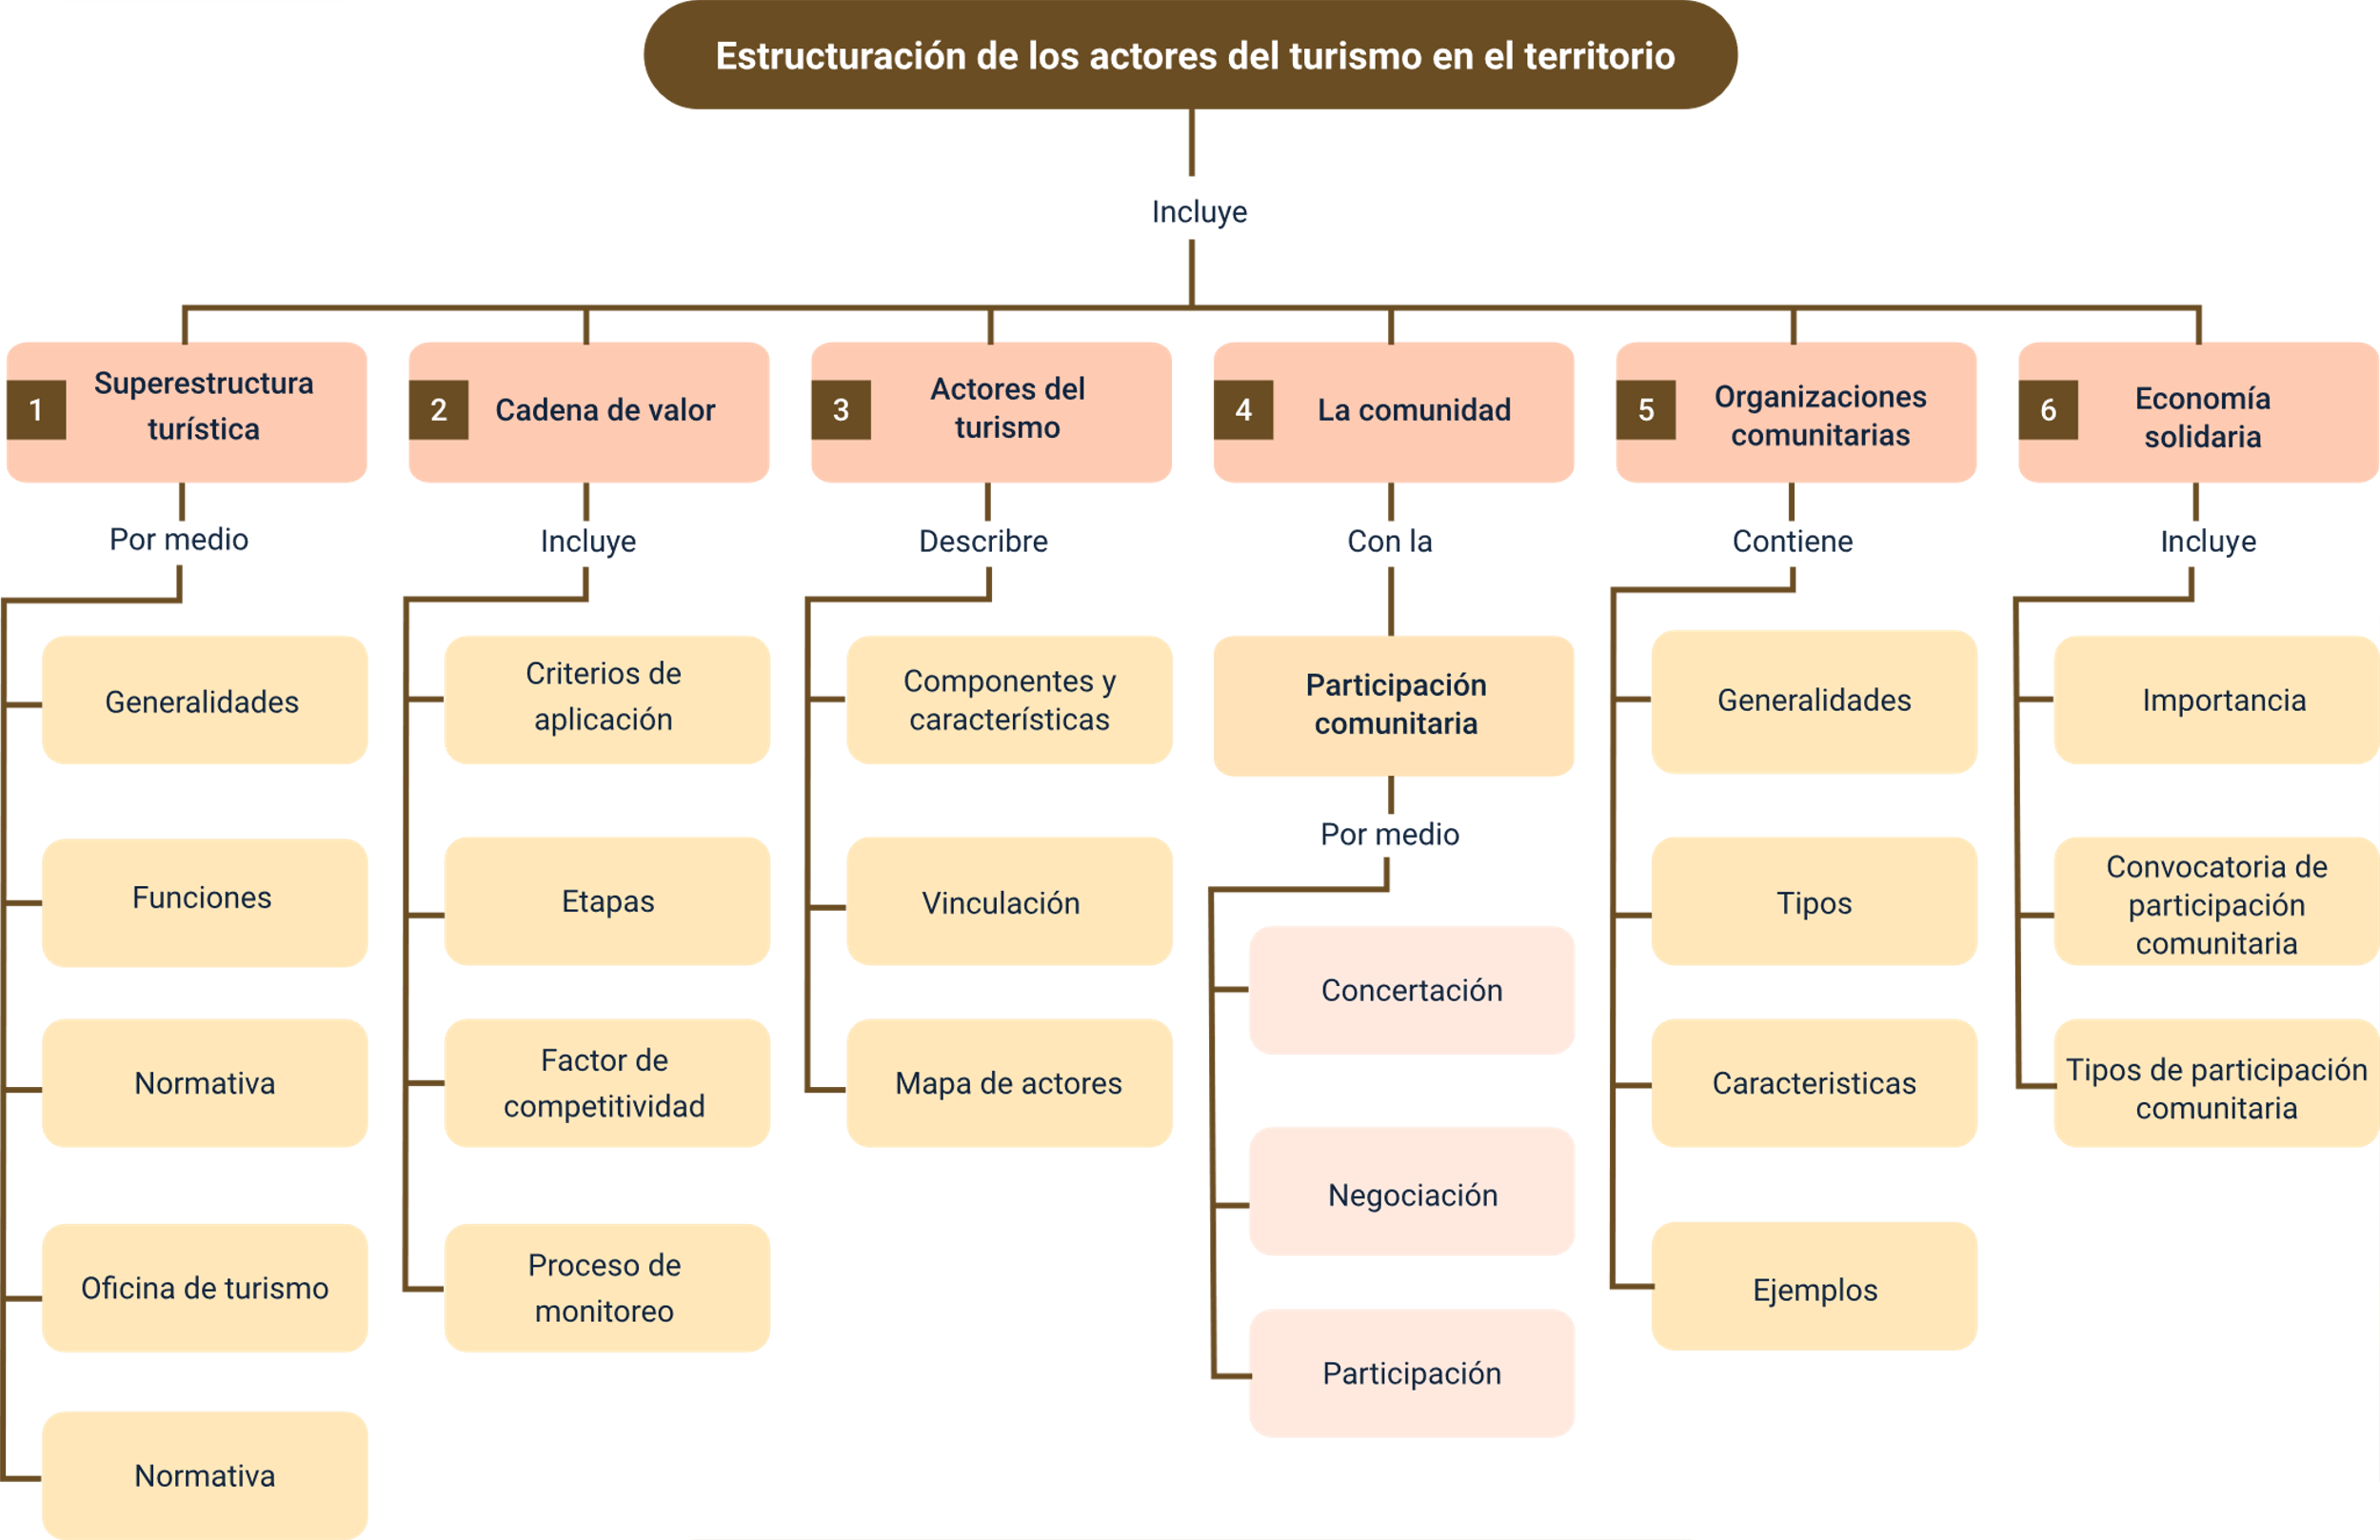 Estructuración de los actores del turismo en el territorio
Incluye
1
Superestructura
turística
Por medio
Generalidades
Funciones
Normativa
Oficina de turismo
Normativa
2
Cadena de valor
Incluye
Criterios de
aplicación
Etapas
Factor de
competitividad
Proceso de
monitoreo
3
Actores del
turismo
Describre
Componentes y
características
Vinculación
Mapa de actores
4
La comunidad
Con la
Participación
comunitaria
Por medio
Concertación
Negociación
Participación
5
Organizaciones
comunitarias
Contiene
Generalidades
Tipos
Caracteristicas
Ejemplos
6
Economía
solidaria
Incluye
Importancia
Convocatoria de
participación
comunitaria
Tipos de participación
comunitaria